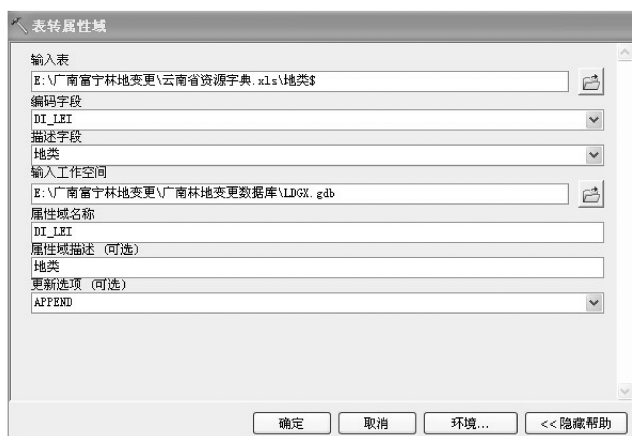 表转属性域
输入表
E:\广南富宁林地变更\云南省资源字典.xls\地类$
编码字段
DI_LEI
描述字段
地类
输入工作空间
E:\广南富宁林地变更\广南林地变更数据库\LDGX.gdb
属性域名称
DI_LEI
属性域描述 (可选)
地类
更新选项 (可选)
APPEND
确定 取消 环境... << 隐藏帮助